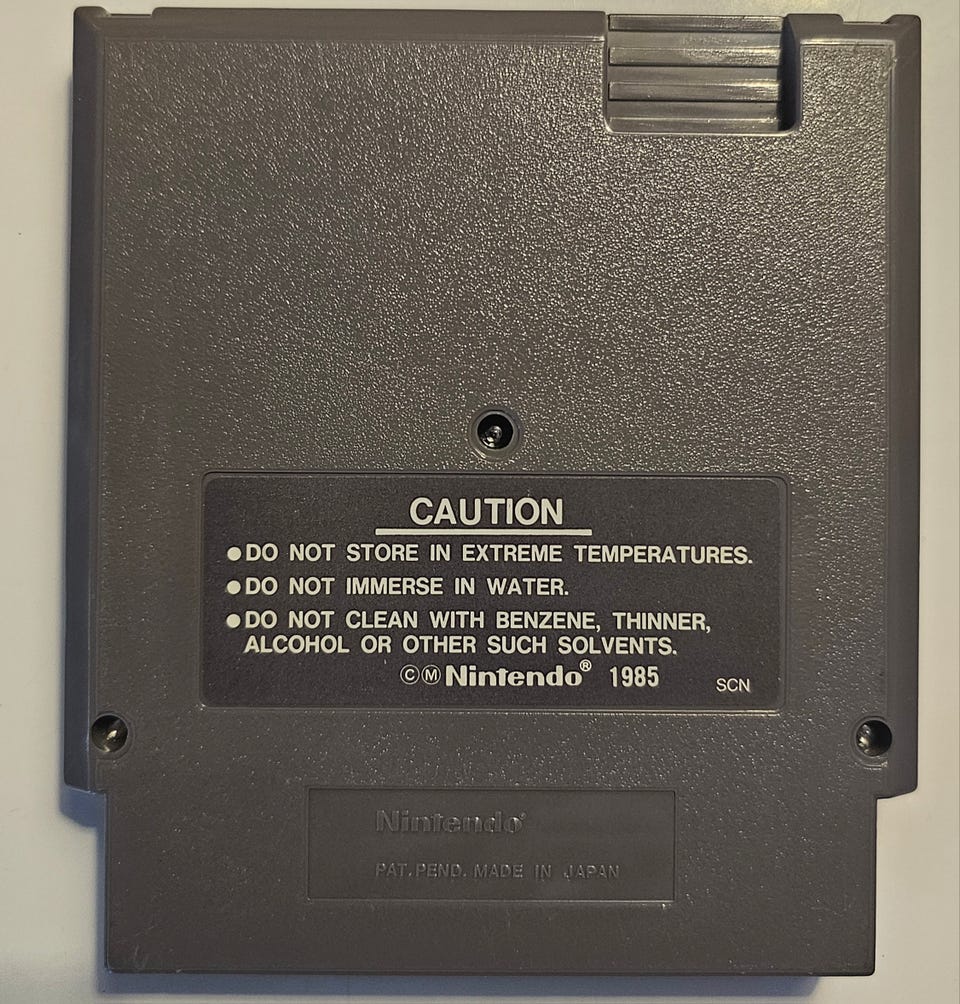 CAUTION
●DO NOT STORE IN EXTREME TEMPERATURES.
●DO NOT IMMERSE IN WATER.
●DO NOT CLEAN WITH BENZENE, THINNER,
ALCOHOL OR OTHER SUCH SOLVENTS.
ⒸⓂNintendo® 1985 SCN
Nintendo®
PAT.PEND. MADE IN JAPAN